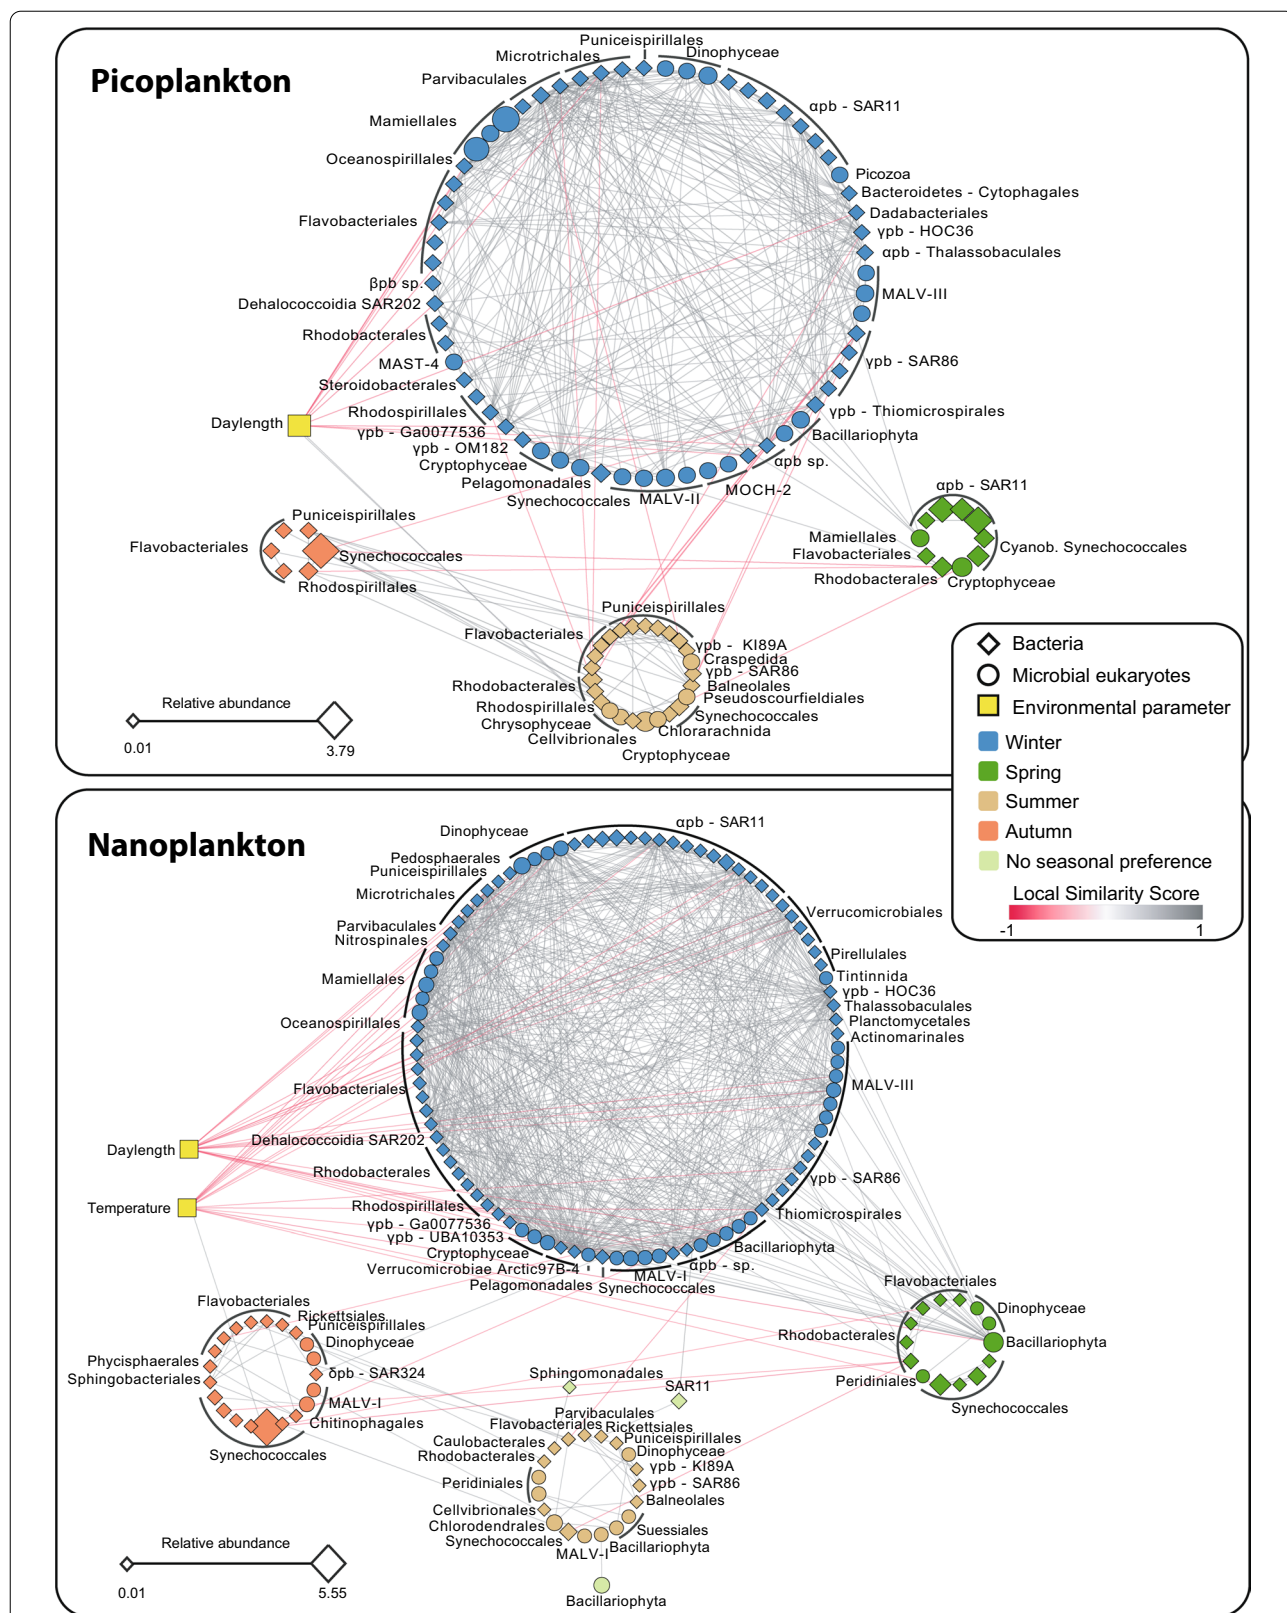 Picoplankton
Puniceispirillales
Dinophyceae
Microtrichales
Parvibaculales
αpb - SAR11
Mamiellales
Oceanospirillales
Picozoa
Bacteroidetes - Cytophagales
Dadabacteriales
Flavobacteriales
γpb - HOC36
αpb - Thalassobaculales
βpb sp.
MALV-III
Dehalococcoidia SAR202
Rhodobacterales
MAST-4
γpb - SAR86
Steroidobacterales
Rhodospirillales
γpb - Thiomicrospirales
Daylength
γpb - Ga0077536
Bacillariophyta
γpb - OM182
Cryptophyceae
αpb sp.
Pelagomonadales
MOCH-2
Synechococcales
MALV-II
αpb - SAR11
Puniceispirillales
Flavobacteriales
Synechococcales
Rhodospirillales
Mamiellales
Cyanob. Synechococcales
Flavobacteriales
Rhodobacterales
Cryptophyceae
Puniceispirillales
Flavobacteriales
γpb - KI89A
Craspedida
γpb - SAR86
Rhodobacterales
Balneolales
Pseudoscourfieldiales
Rhodospirillales
Synechococcales
Chrysophyceae
Chlorarachnida
Cellvibrionales
Cryptophyceae
Relative abundance
0.01
3.79
Bacteria
Microbial eukaryotes
Environmental parameter
Winter
Spring
Summer
Autumn
No seasonal preference
Local Similarity Score
-1
1
Nanoplankton
Dinophyceae
αpb - SAR11
Pedosphaerales
Puniceispirillales
Microtrichales
Verrucomicrobiales
Parvibaculales
Nitrospinales
Pirellulales
Mamiellales
Tintinnida
γpb - HOC36
Thalassobaculales
Oceanospirillales
Planctomycetales
Actinomarinales
Flavobacteriales
MALV-III
Daylength
Dehalococcoidia SAR202
Rhodobacterales
γpb - SAR86
Temperature
Rhodospirillales
Thiomicrospirales
γpb - Ga0077536
γpb - UBA10353
Cryptophyceae
Bacillariophyta
Verrucomicrobiae Arctic97B-4
αpb - sp.
Pelagomonadales
MALV-I
Synechococcales
Flavobacteriales
Rickettsiales
Puniceispirillales
Dinophyceae
Phycisphaerales
Sphingobacteriales
δpb - SAR324
MALV-I
Chitinophagales
Synechococcales
Flavobacteriales
Dinophyceae
Rhodobacterales
Bacillariophyta
Peridiniales
Synechococcales
Sphingomonadales
SAR11
Parvibaculales
Flavobacteriales
Rickettsiales
Puniceispirillales
Caulobacterales
Dinophyceae
Rhodobacterales
γpb - KI89A
Peridiniales
γpb - SAR86
Balneolales
Cellvibrionales
Chlorodendrales
Suessiales
Synechococcales
MALV-I
Bacillariophyta
Bacillariophyta
Relative abundance
0.01
5.55